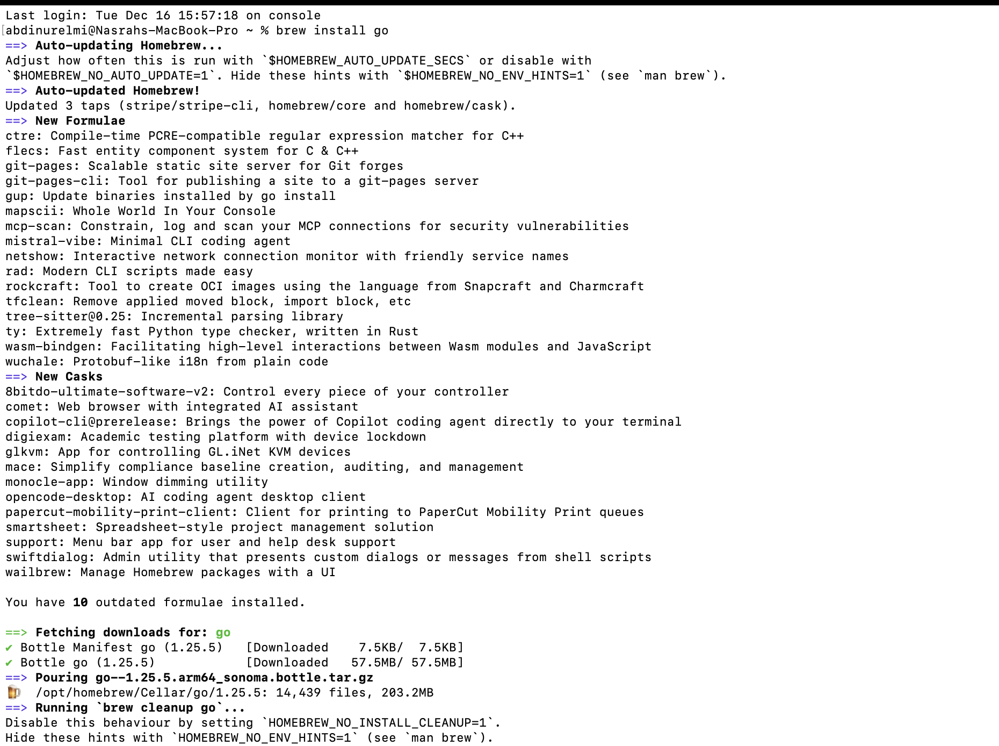 Last login: Tue Dec 16 15:57:18 on console
[abdinurelmi@Nasrahs-MacBook-Pro ~ % brew install go
==> Auto-updating Homebrew...
Adjust how often this is run with `$HOMEBREW_AUTO_UPDATE_SECS` or disable with
`$HOMEBREW_NO_AUTO_UPDATE=1`. Hide these hints with `$HOMEBREW_NO_ENV_HINTS=1` (see `man brew`).
==> Auto-updated Homebrew!
Updated 3 taps (stripe/stripe-cli, homebrew/core and homebrew/cask).
==> New Formulae
ctre: Compile-time PCRE-compatible regular expression matcher for C++
flecs: Fast entity component system for C & C++
git-pages: Scalable static site server for Git forges
git-pages-cli: Tool for publishing a site to a git-pages server
gup: Update binaries installed by go install
mapscii: Whole World In Your Console
mcp-scan: Constrain, log and scan your MCP connections for security vulnerabilities
mistral-vibe: Minimal CLI coding agent
netshow: Interactive network connection monitor with friendly service names
rad: Modern CLI scripts made easy
rockcraft: Tool to create OCI images using the language from Snapcraft and Charmcraft
tfclean: Remove applied moved block, import block, etc
tree-sitter@0.25: Incremental parsing library
ty: Extremely fast Python type checker, written in Rust
wasm-bindgen: Facilitating high-level interactions between Wasm modules and JavaScript
wuchale: Protobuf-like i18n from plain code
==> New Casks
8bitdo-ultimate-software-v2: Control every piece of your controller
comet: Web browser with integrated AI assistant
copilot-cli@prerelease: Brings the power of Copilot coding agent directly to your terminal
digiexam: Academic testing platform with device lockdown
glkvm: App for controlling GL.iNet KVM devices
mace: Simplify compliance baseline creation, auditing, and management
monocle-app: Window dimming utility
opencode-desktop: AI coding agent desktop client
papercut-mobility-print-client: Client for printing to PaperCut Mobility Print queues
smartsheet: Spreadsheet-style project management solution
support: Menu bar app for user and help desk support
swiftdialog: Admin utility that presents custom dialogs or messages from shell scripts
wailbrew: Manage Homebrew packages with a UI
You have 10 outdated formulae installed.
==> Fetching downloads for: go
✔ Bottle Manifest go (1.25.5)   [Downloaded    7.5KB/  7.5KB]
✔ Bottle go (1.25.5)            [Downloaded   57.5MB/ 57.5MB]
==> Pouring go--1.25.5.arm64_sonoma.bottle.tar.gz
🍺  /opt/homebrew/Cellar/go/1.25.5: 14,439 files, 203.2MB
==> Running `brew cleanup go`...
Disable this behaviour by setting `HOMEBREW_NO_INSTALL_CLEANUP=1`.
Hide these hints with `HOMEBREW_NO_ENV_HINTS=1` (see `man brew`).